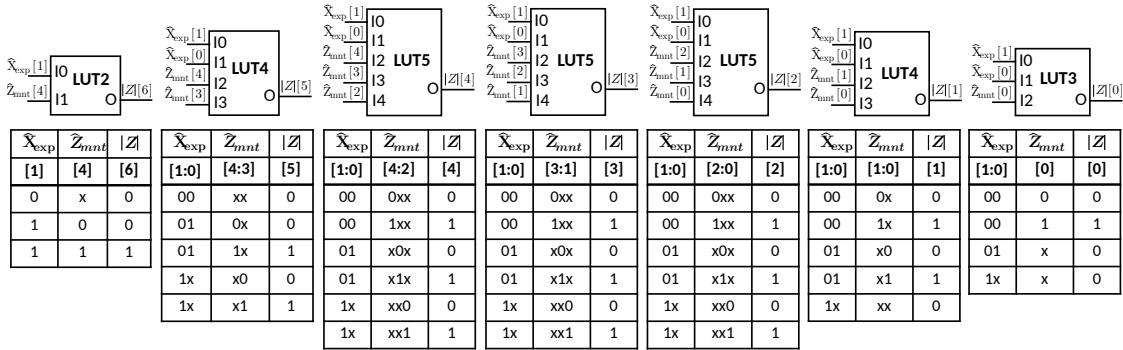 X̂exp[1] I0 LUT2
Ẑmnt[4] I1 O |Z|[6]
X̂exp [1] Ẑmnt [4] |Z| [6]
0 x 0
1 0 0
1 1 1
X̂exp[1] I0
X̂exp[0] I1 LUT4
Ẑmnt[4] I2
Ẑmnt[3] I3 O |Z|[5]
X̂exp Ẑmnt |Z|
[1:0] [4:3] [5]
00 xx 0
01 0x 0
01 1x 1
1x x0 0
1x x1 1
X̂exp[1] I0
X̂exp[0] I1
Ẑmnt[4] I2 LUT5
Ẑmnt[3] I3 O |Z|[4]
Ẑmnt[2] I4
X̂exp Ẑmnt |Z|
[1:0] [4:2] [4]
00 0xx 0
00 1xx 1
01 x0x 0
01 x1x 1
1x xx0 0
1x xx1 1
X̂exp[1] I0
X̂exp[0] I1
Ẑmnt[3] I2 LUT5
Ẑmnt[2] I3 O |Z|[3]
Ẑmnt[1] I4
X̂exp Ẑmnt |Z|
[1:0] [3:1] [3]
00 0xx 0
00 1xx 1
01 x0x 0
01 x1x 1
1x xx0 0
1x xx1 1
X̂exp[1] I0
X̂exp[0] I1
Ẑmnt[2] I2 LUT5
Ẑmnt[1] I3 O |Z|[2]
Ẑmnt[0] I4
X̂exp Ẑmnt |Z|
[1:0] [2:0] [2]
00 0xx 0
00 1xx 1
01 x0x 0
01 x1x 1
1x xx0 0
1x xx1 1
X̂exp[1] I0
X̂exp[0] I1 LUT4
Ẑmnt[1] I2
Ẑmnt[0] I3 O |Z|[1]
X̂exp Ẑmnt |Z|
[1:0] [1:0] [1]
00 0x 0
00 1x 1
01 x0 0
01 x1 1
1x xx 0
X̂exp[1] I0
X̂exp[0] I1 LUT3
Ẑmnt[0] I2 O |Z|[0]
X̂exp Ẑmnt |Z|
[1:0] [0] [0]
00 0 0
00 1 1
01 x 0
1x x 0